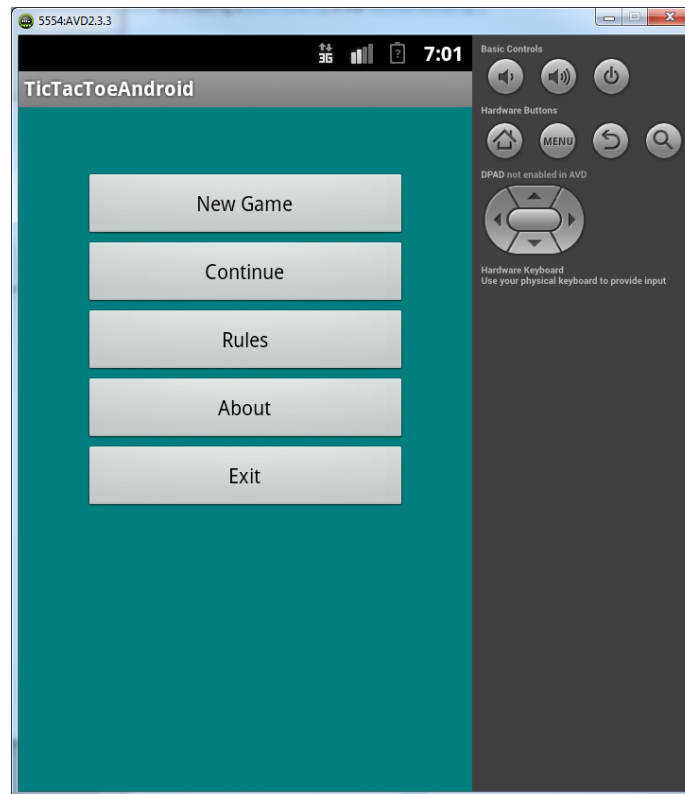 5554:AVD2.3.3
3G ? 7:01
TicTacToeAndroid
New Game
Continue
Rules
About
Exit
Basic Controls
Hardware Buttons
MENU
DPAD not enabled in AVD
Hardware Keyboard
Use your physical keyboard to provide input